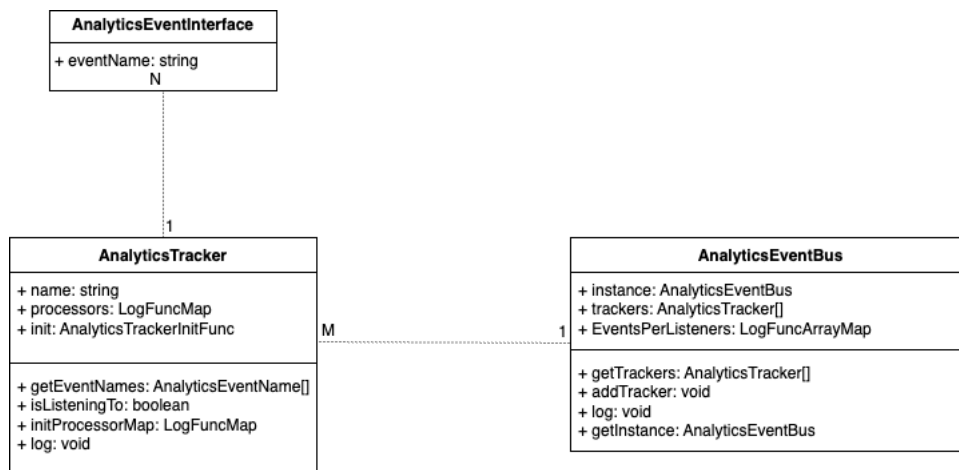 AnalyticsEventInterface
+ eventName: string
N
1
AnalyticsTracker
+ name: string
+ processors: LogFuncMap
+ init: AnalyticsTrackerInitFunc
+ getEventNames: AnalyticsEventName[]
+ isListeningTo: boolean
+ initProcessorMap: LogFuncMap
+ log: void
M
1
AnalyticsEventBus
+ instance: AnalyticsEventBus
+ trackers: AnalyticsTracker[]
+ EventsPerListeners: LogFuncArrayMap
+ getTrackers: AnalyticsTracker[]
+ addTracker: void
+ log: void
+ getInstance: AnalyticsEventBus